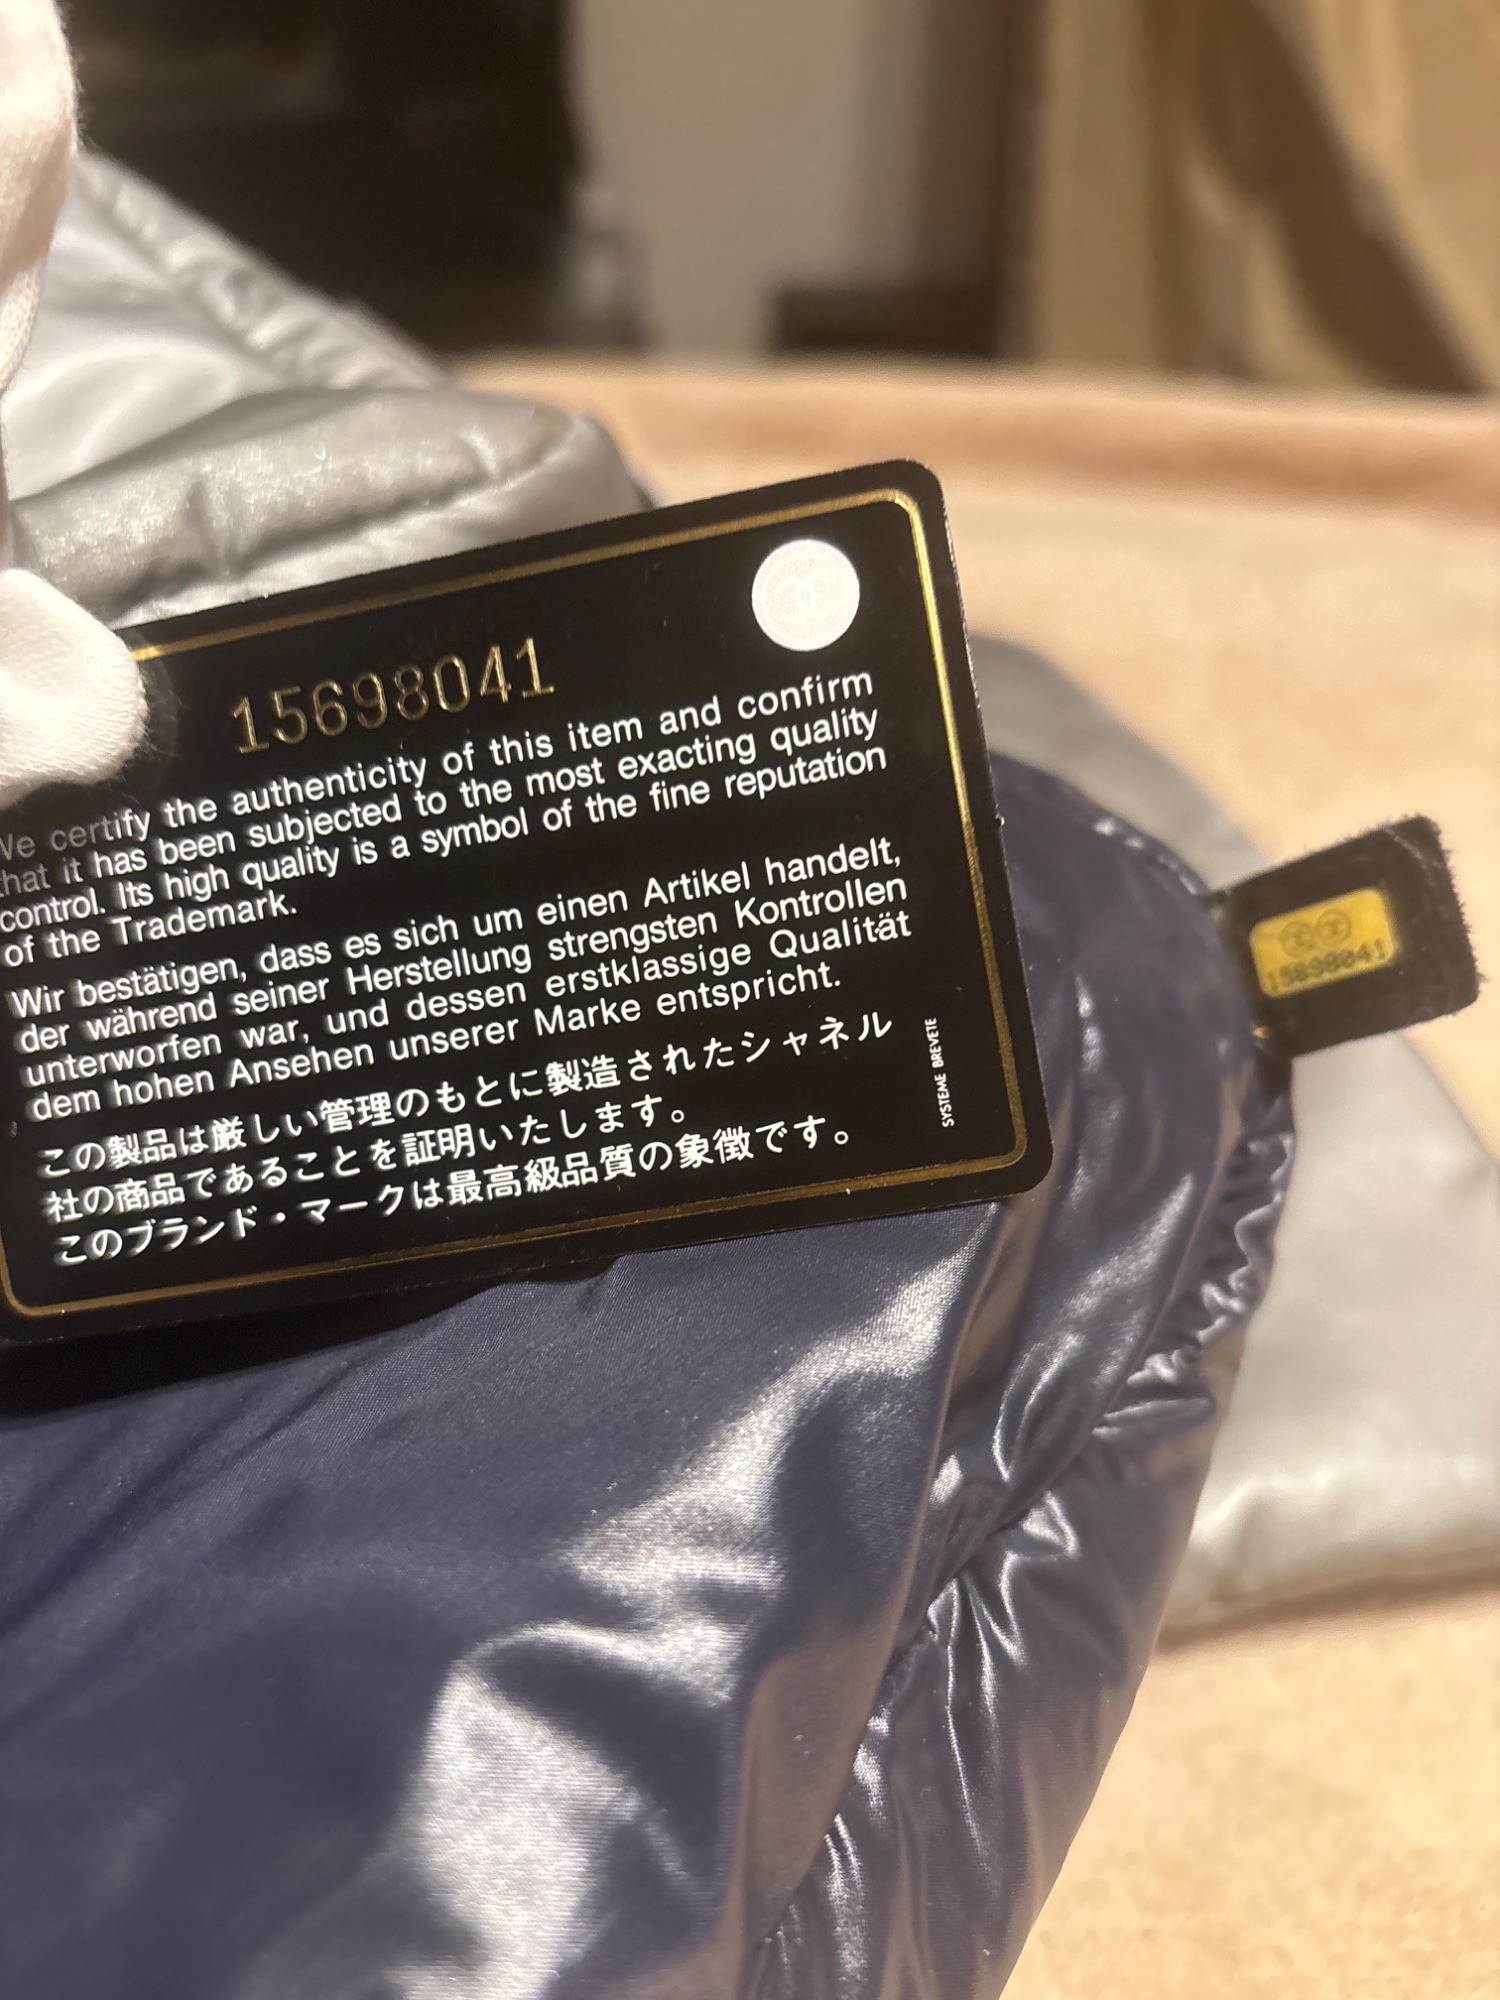 15698041
We certify the authenticity of this item and confirm
that it has been subjected to the most exacting quality
control. Its high quality is a symbol of the fine reputation
of the Trademark.
Wir bestätigen, dass es sich um einen Artikel handelt,
der während seiner Herstellung strengsten Kontrollen
unterworfen war, und dessen erstklassige Qualität
dem hohen Ansehen unserer Marke entspricht.
この製品は厳しい管理のもとに製造されたシャネル
社の商品であることを証明いたします。
このブランド・マークは最高級品質の象徴です。
SYSTEME BREVETE
15698041